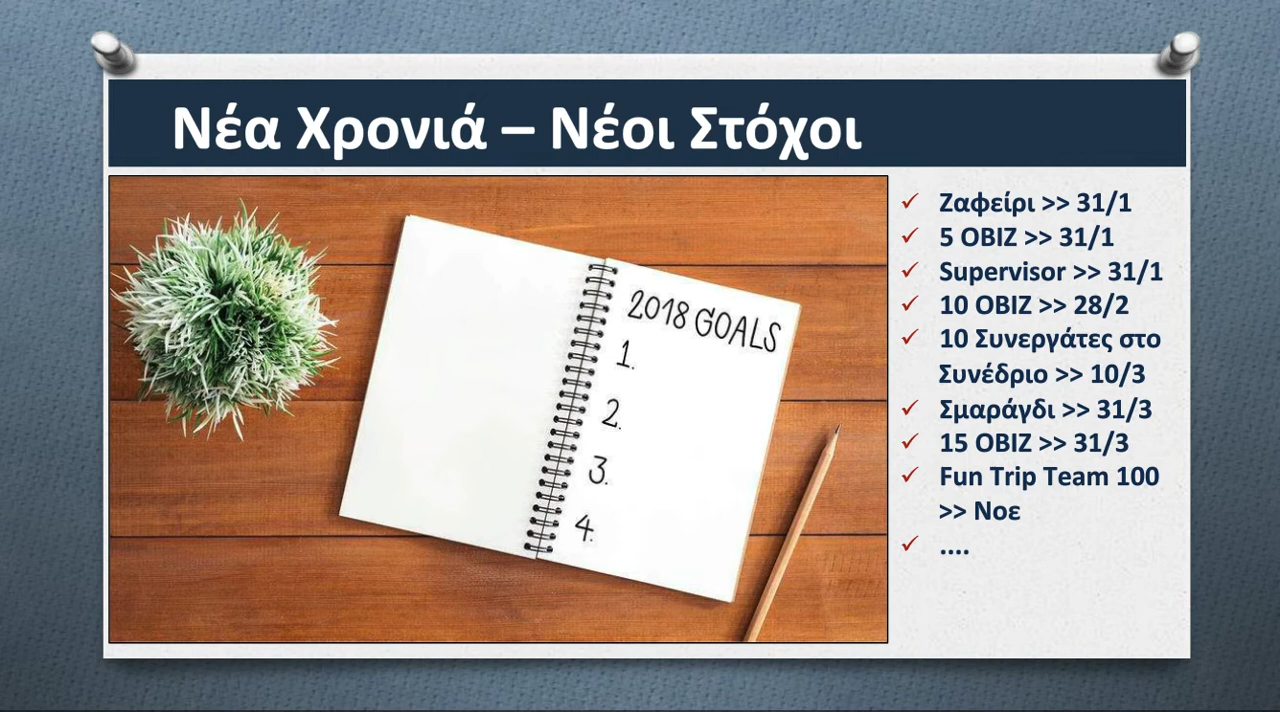 Νέα Χρονιά – Νέοι Στόχοι
2018 GOALS
1.
2.
3.
4.
✓ Ζαφείρι >> 31/1
✓ 5 OBIZ >> 31/1
✓ Supervisor >> 31/1
✓ 10 OBIZ >> 28/2
✓ 10 Συνεργάτες στο
Συνέδριο >> 10/3
✓ Σμαράγδι >> 31/3
✓ 15 OBIZ >> 31/3
✓ Fun Trip Team 100
>> Νοε
✓ ....